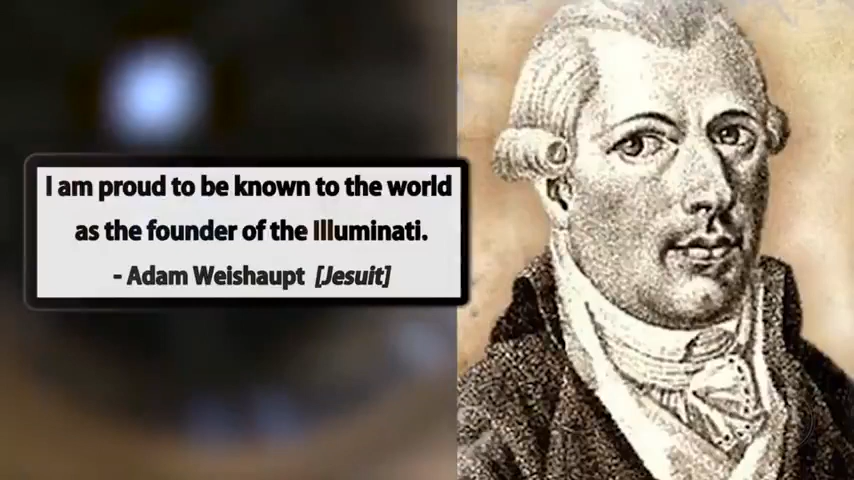 I am proud to be known to the world
as the founder of the Illuminati.
- Adam Weishaupt [Jesuit]